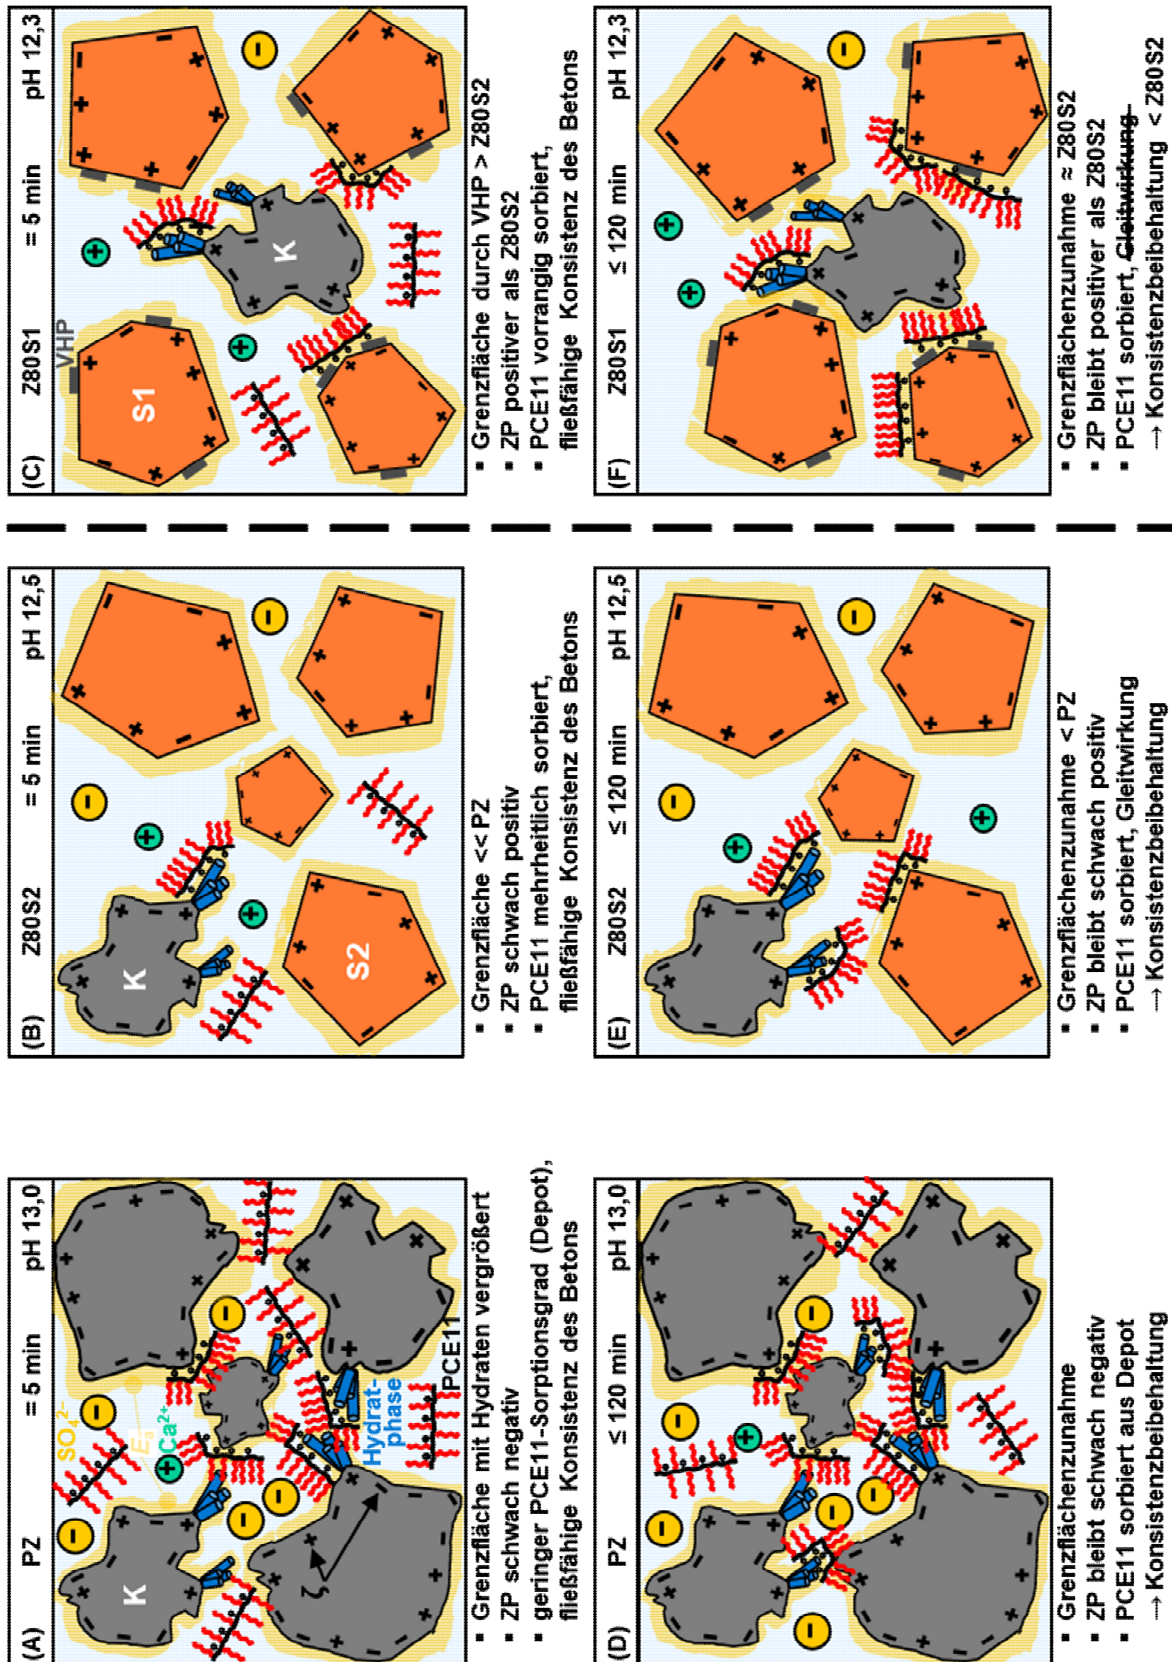 (A) PZ = 5 min pH 13,0
SO₄²⁻
Eₐ
Ca²⁺
K
ζ
Hydrat-
phase
PCE11
▪ Grenzfläche mit Hydraten vergrößert
▪ ZP schwach negativ
▪ geringer PCE11-Sorptionsgrad (Depot),
fließfähige Konsistenz des Betons
(B) Z80S2 = 5 min pH 12,5
K
S2
▪ Grenzfläche << PZ
▪ ZP schwach positiv
▪ PCE11 mehrheitlich sorbiert,
fließfähige Konsistenz des Betons
(C) Z80S1 = 5 min pH 12,3
VHP
S1
K
▪ Grenzfläche durch VHP > Z80S2
▪ ZP positiver als Z80S2
▪ PCE11 vorrangig sorbiert,
fließfähige Konsistenz des Betons
(D) PZ ≤ 120 min pH 13,0
▪ Grenzflächenzunahme
▪ ZP bleibt schwach negativ
▪ PCE11 sorbiert aus Depot
→ Konsistenzbeibehaltung
(E) Z80S2 ≤ 120 min pH 12,5
▪ Grenzflächenzunahme < PZ
▪ ZP bleibt schwach positiv
▪ PCE11 sorbiert, Gleitwirkung
→ Konsistenzbeibehaltung
(F) Z80S1 ≤ 120 min pH 12,3
▪ Grenzflächenzunahme ≈ Z80S2
▪ ZP bleibt positiver als Z80S2
▪ PCE11 sorbiert, Gleitwirkung
→ Konsistenzbeibehaltung < Z80S2